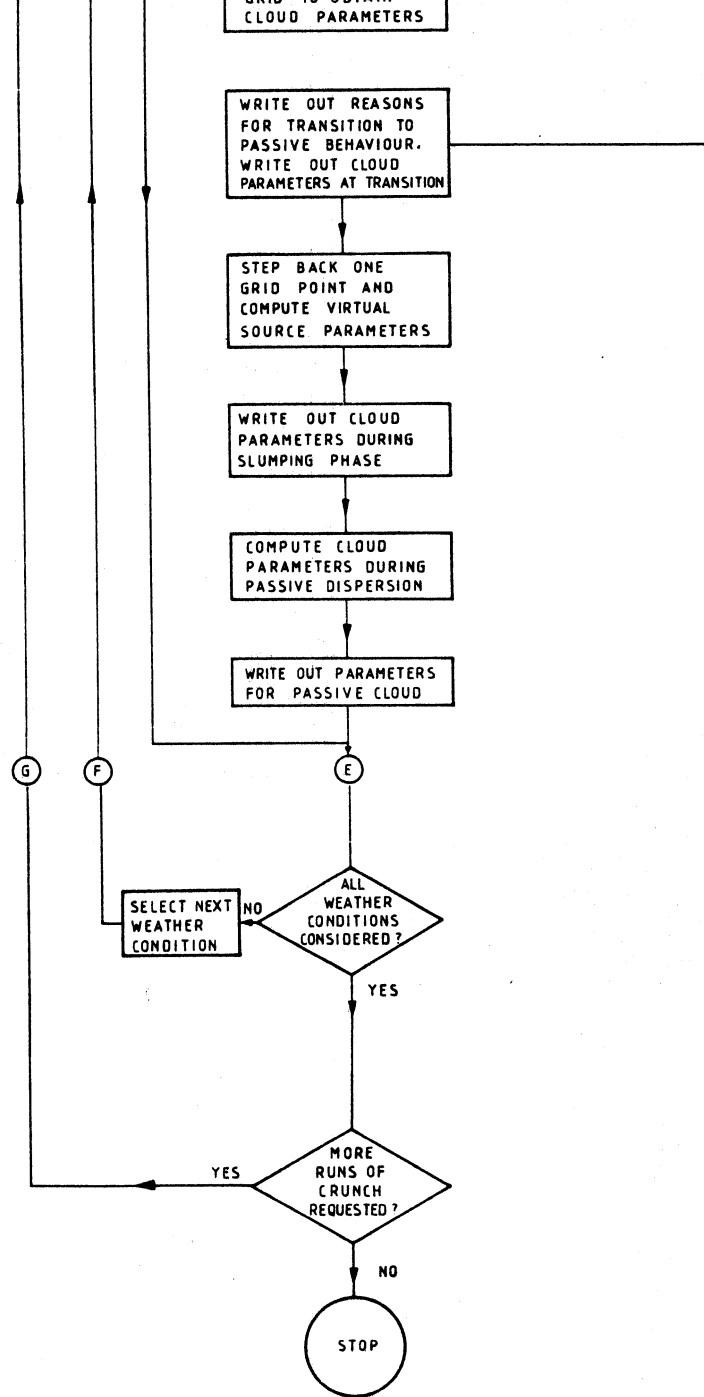 CLOUD PARAMETERS
WRITE OUT REASONS
FOR TRANSITION TO
PASSIVE BEHAVIOUR.
WRITE OUT CLOUD
PARAMETERS AT TRANSITION
STEP BACK ONE
GRID POINT AND
COMPUTE VIRTUAL
SOURCE PARAMETERS
WRITE OUT CLOUD
PARAMETERS DURING
SLUMPING PHASE
COMPUTE CLOUD
PARAMETERS DURING
PASSIVE DISPERSION
WRITE OUT PARAMETERS
FOR PASSIVE CLOUD
G
F
E
ALL
WEATHER
CONDITIONS
CONSIDERED?
NO
SELECT NEXT
WEATHER
CONDITION
YES
MORE
RUNS OF
CRUNCH
REQUESTED?
YES
NO
STOP